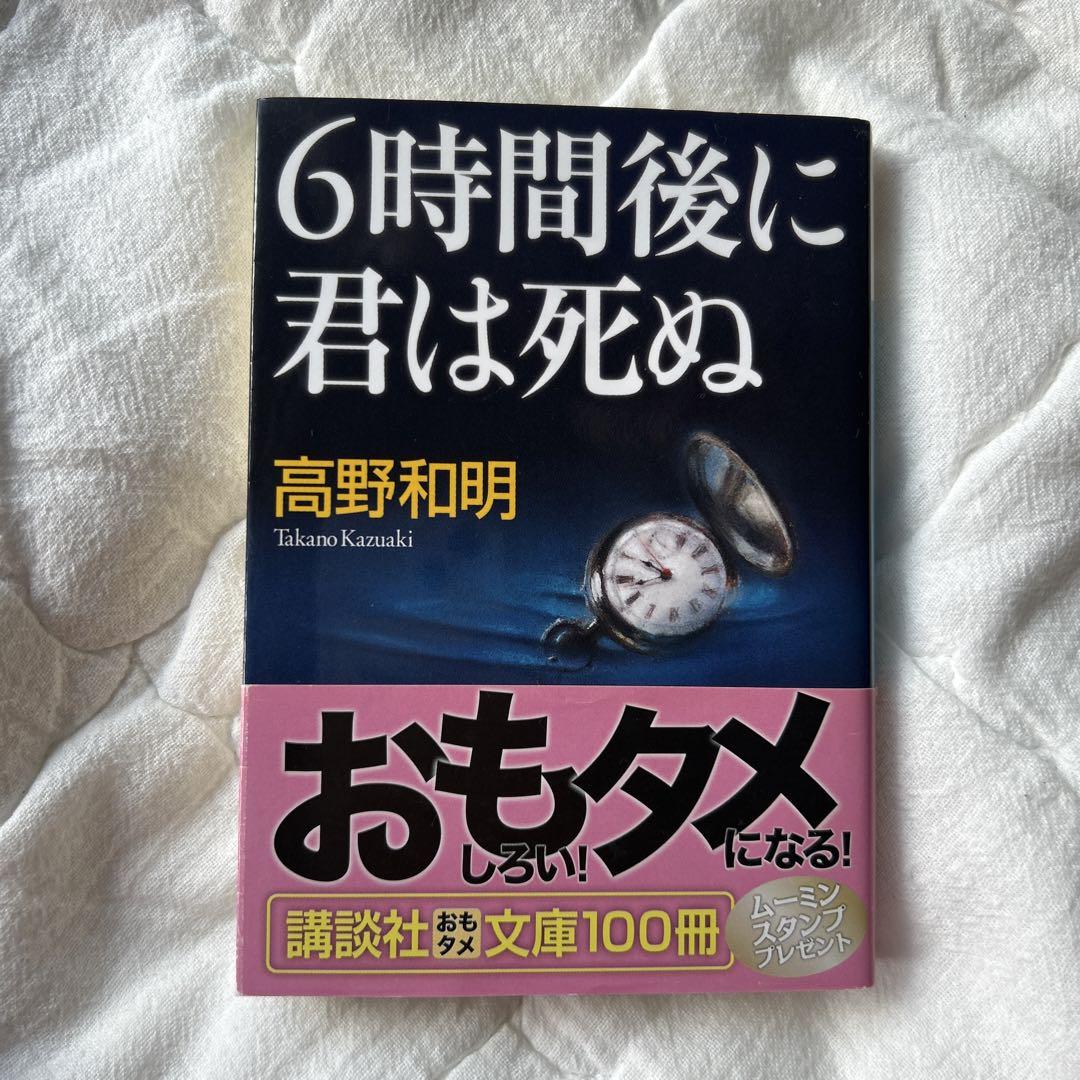 6時間後に
君は死ぬ
高野和明
Takano Kazuaki
おもしろい!タメになる!
講談社おもタメ文庫100冊
ムーミン
スタンプ
プレゼント